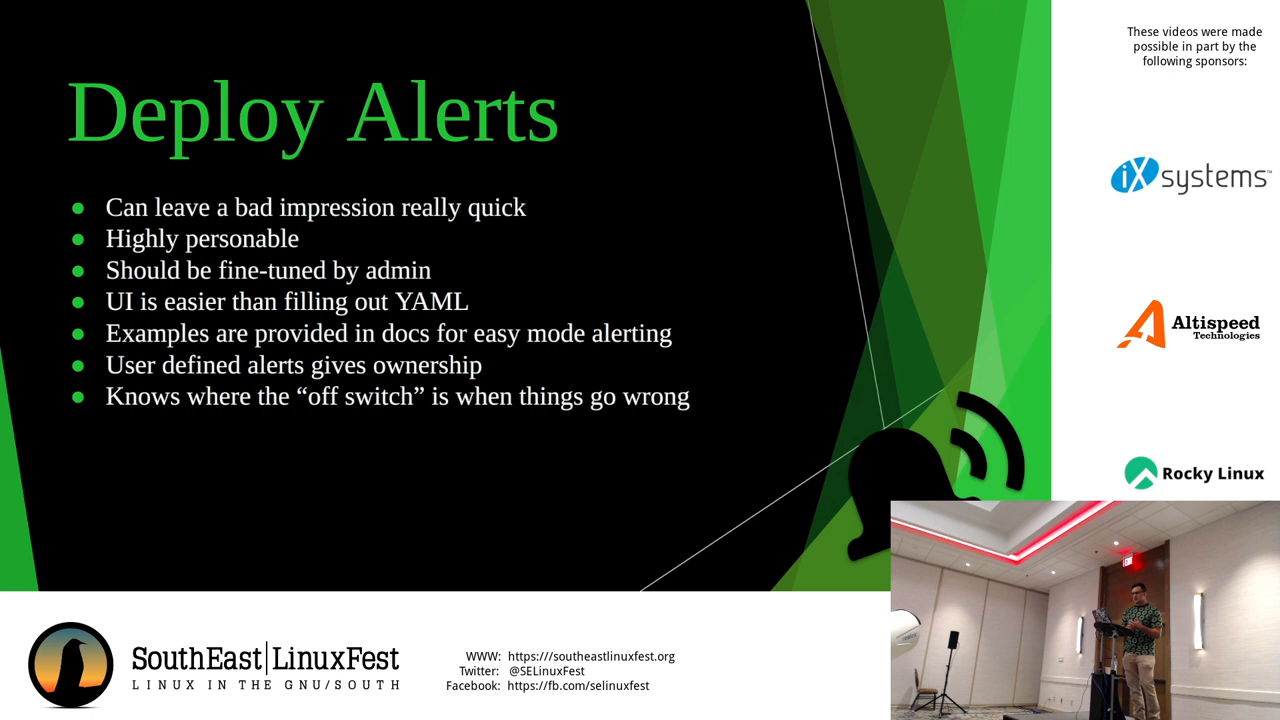 Deploy Alerts
Can leave a bad impression really quick
Highly personable
Should be fine-tuned by admin
UI is easier than filling out YAML
Examples are provided in docs for easy mode alerting
User defined alerts gives ownership
Knows where the “off switch” is when things go wrong
These videos were made
possible in part by the
following sponsors:
iXsystems™
Altispeed
Technologies
Rocky Linux
EXIT
SouthEast|LinuxFest
LINUX IN THE GNU/SOUTH
WWW: https:///southeastlinuxfest.org
Twitter: @SELinuxFest
Facebook: https://fb.com/selinuxfest